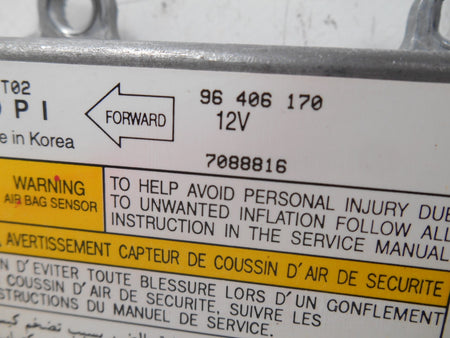 T02
96 406 170
OPI
FORWARD
12V
e in Korea
7088816
WARNING
AIR BAG SENSOR
TO HELP AVOID PERSONAL INJURY DUE
TO UNWANTED INFLATION FOLLOW ALL
INSTRUCTION IN THE SERVICE MANUAL
AVERTISSEMENT CAPTEUR DE COUSSIN D'AIR DE SECURITE
N D'EVITER TOUTE BLESSURE LORS D'UN GONFLEMENT
COUSSIN D'AIR DE SECURITE, SUIVRE LES
STRUCTIONS DU MANUEL DE SERVICE.